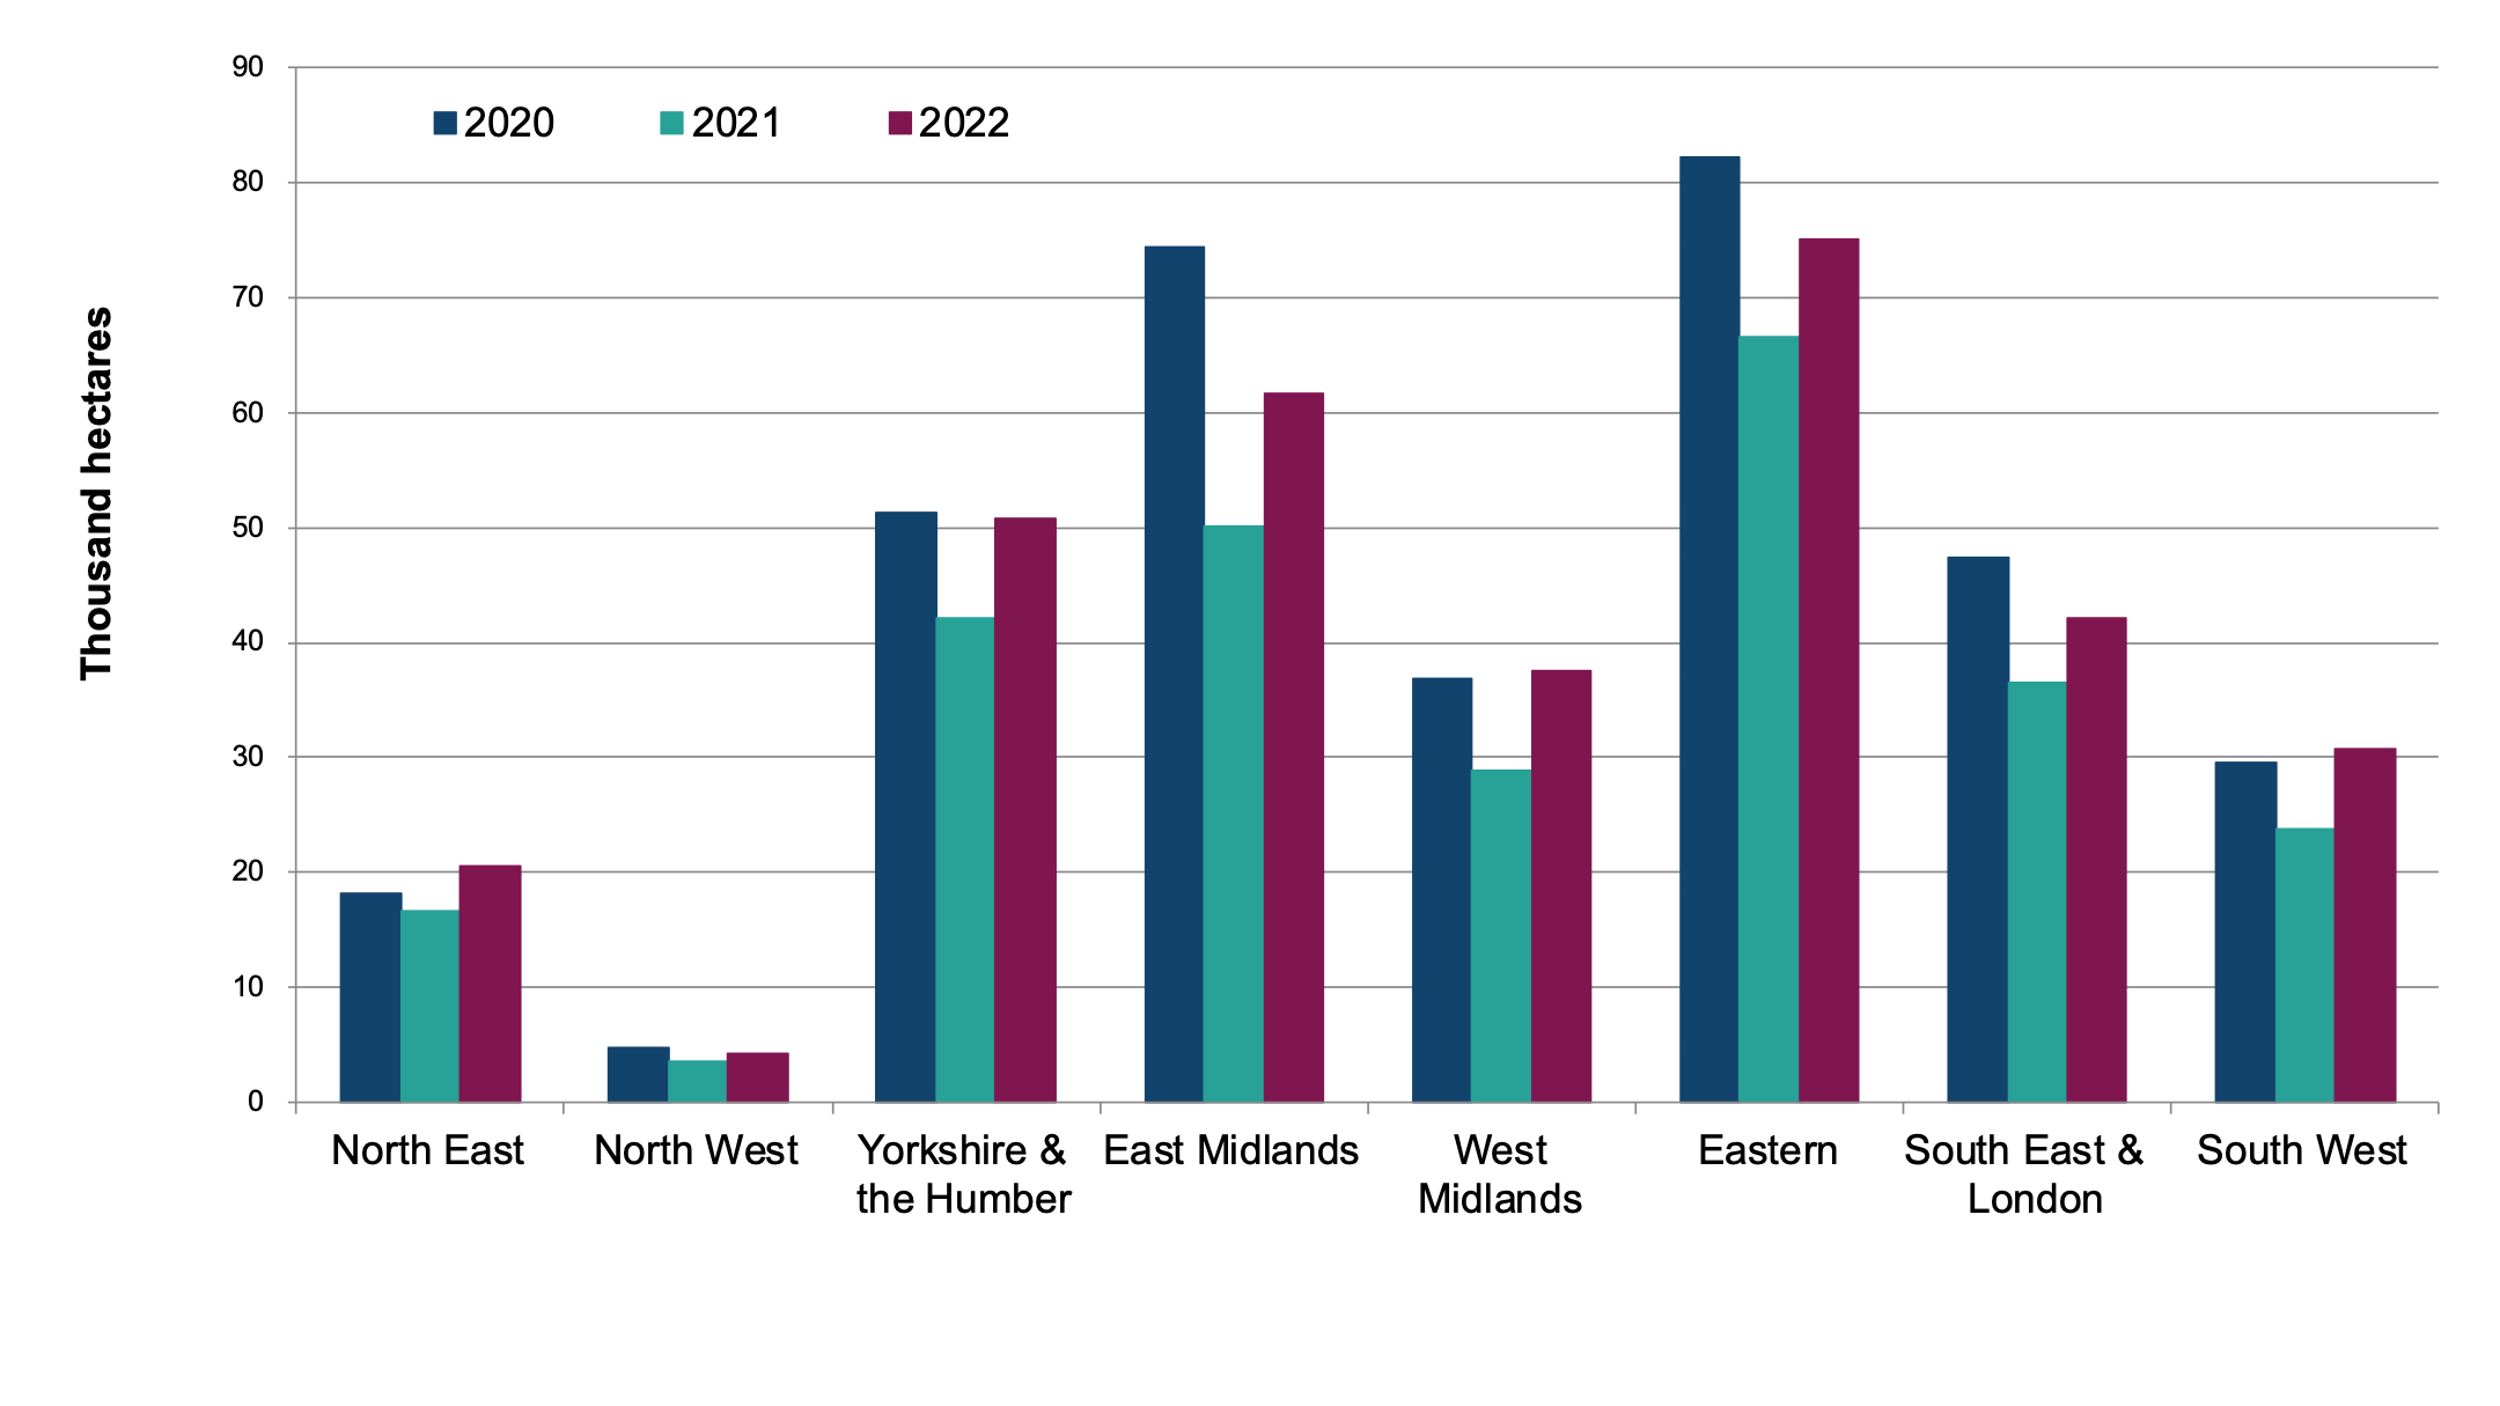 Thousand hectares
90
80
70
60
50
40
30
20
10
0
2020 2021 2022
North East North West Yorkshire & East Midlands West Eastern South East & South West
the Humber Midlands London